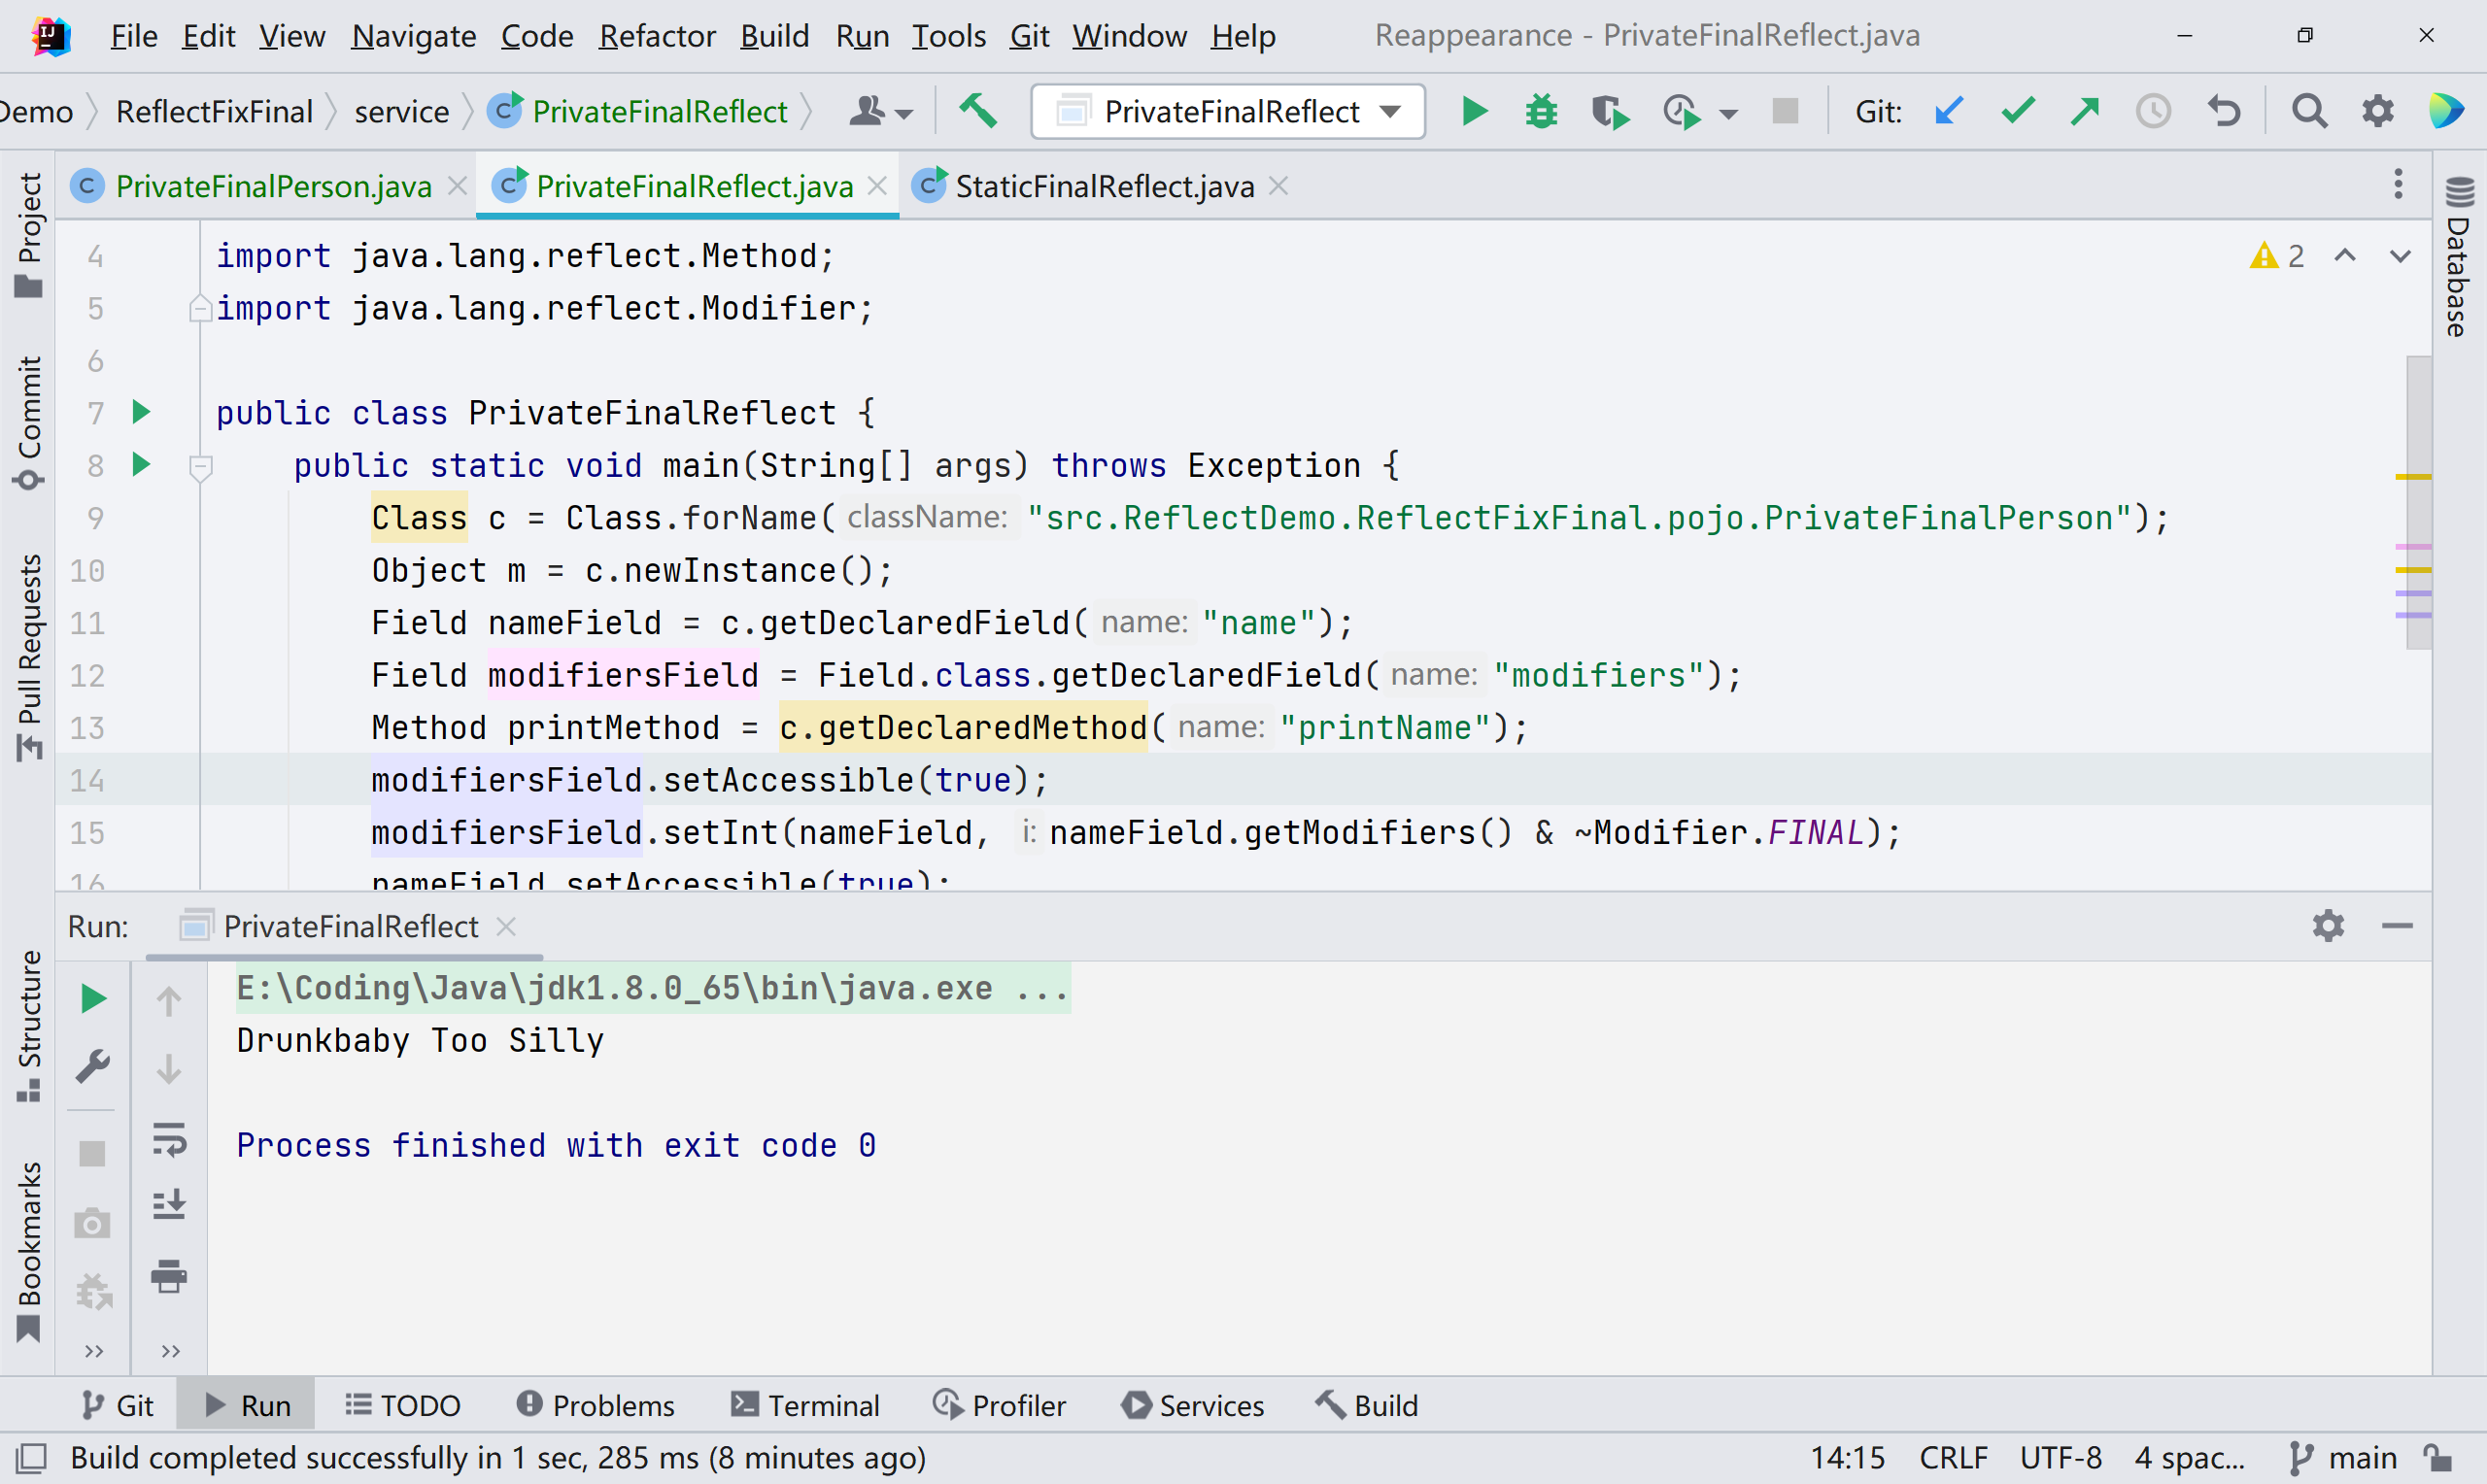 File Edit View Navigate Code Refactor Build Run Tools Git Window Help Reappearance - PrivateFinalReflect.java
Demo ReflectFixFinal service PrivateFinalReflect PrivateFinalReflect Git:
PrivateFinalPerson.java PrivateFinalReflect.java StaticFinalReflect.java
Project
Commit
Pull Requests
Structure
Bookmarks
Database
2
4 import java.lang.reflect.Method;
5 import java.lang.reflect.Modifier;
6
7 public class PrivateFinalReflect {
8 public static void main(String[] args) throws Exception {
9 Class c = Class.forName( className: "src.ReflectDemo.ReflectFixFinal.pojo.PrivateFinalPerson");
10 Object m = c.newInstance();
11 Field nameField = c.getDeclaredField( name: "name");
12 Field modifiersField = Field.class.getDeclaredField( name: "modifiers");
13 Method printMethod = c.getDeclaredMethod( name: "printName");
14 modifiersField.setAccessible(true);
15 modifiersField.setInt(nameField, i: nameField.getModifiers() & ~Modifier.FINAL);
16 nameField.setAccessible(true);
Run: PrivateFinalReflect
E:\Coding\Java\jdk1.8.0_65\bin\java.exe ...
Drunkbaby Too Silly
Process finished with exit code 0
Git Run TODO Problems Terminal Profiler Services Build
Build completed successfully in 1 sec, 285 ms (8 minutes ago) 14:15 CRLF UTF-8 4 spac... main